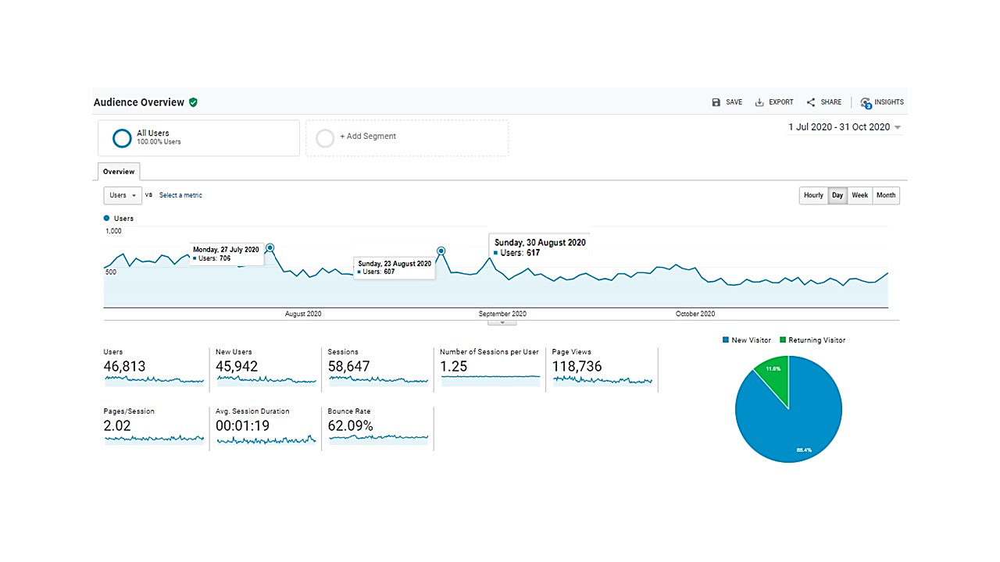 Audience Overview
SAVE
EXPORT
SHARE
INSIGHTS
3
All Users
100.00% Users
+ Add Segment
1 Jul 2020 - 31 Oct 2020
Overview
Users
vs
Select a metric
Hourly
Day
Week
Month
Users
1,000
500
Monday, 27 July 2020
Users: 706
Sunday, 23 August 2020
Users: 607
Sunday, 30 August 2020
Users: 617
August 2020
September 2020
October 2020
Users
46,813
New Users
45,942
Sessions
58,647
Number of Sessions per User
1.25
Page Views
118,736
Pages/Session
2.02
Avg. Session Duration
00:01:19
Bounce Rate
62.09%
New Visitor
Returning Visitor
11.6%
88.4%